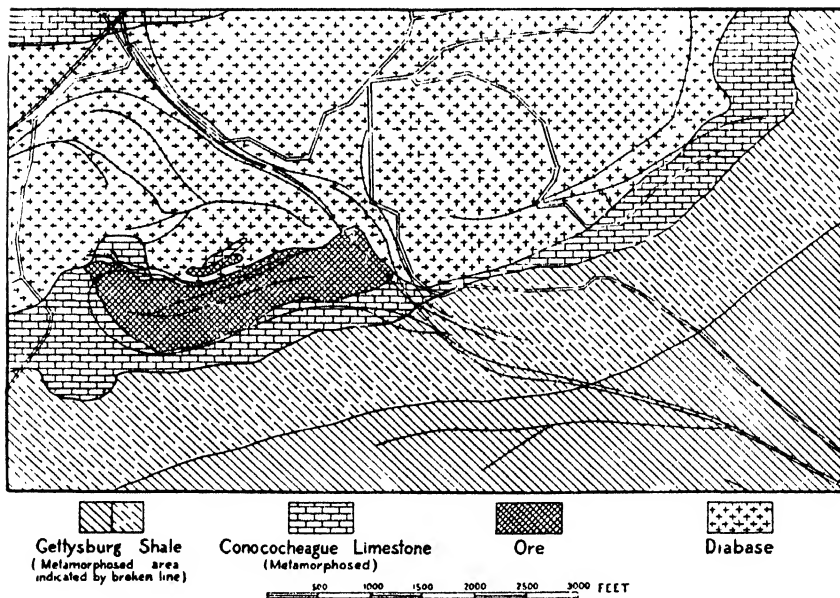 Gettysburg Shale
(Metamorphosed area
indicated by broken line)
Conococheague Limestone
(Metamorphosed)
Ore
Diabase
500 1000 1500 2000 2500 3000 FEET